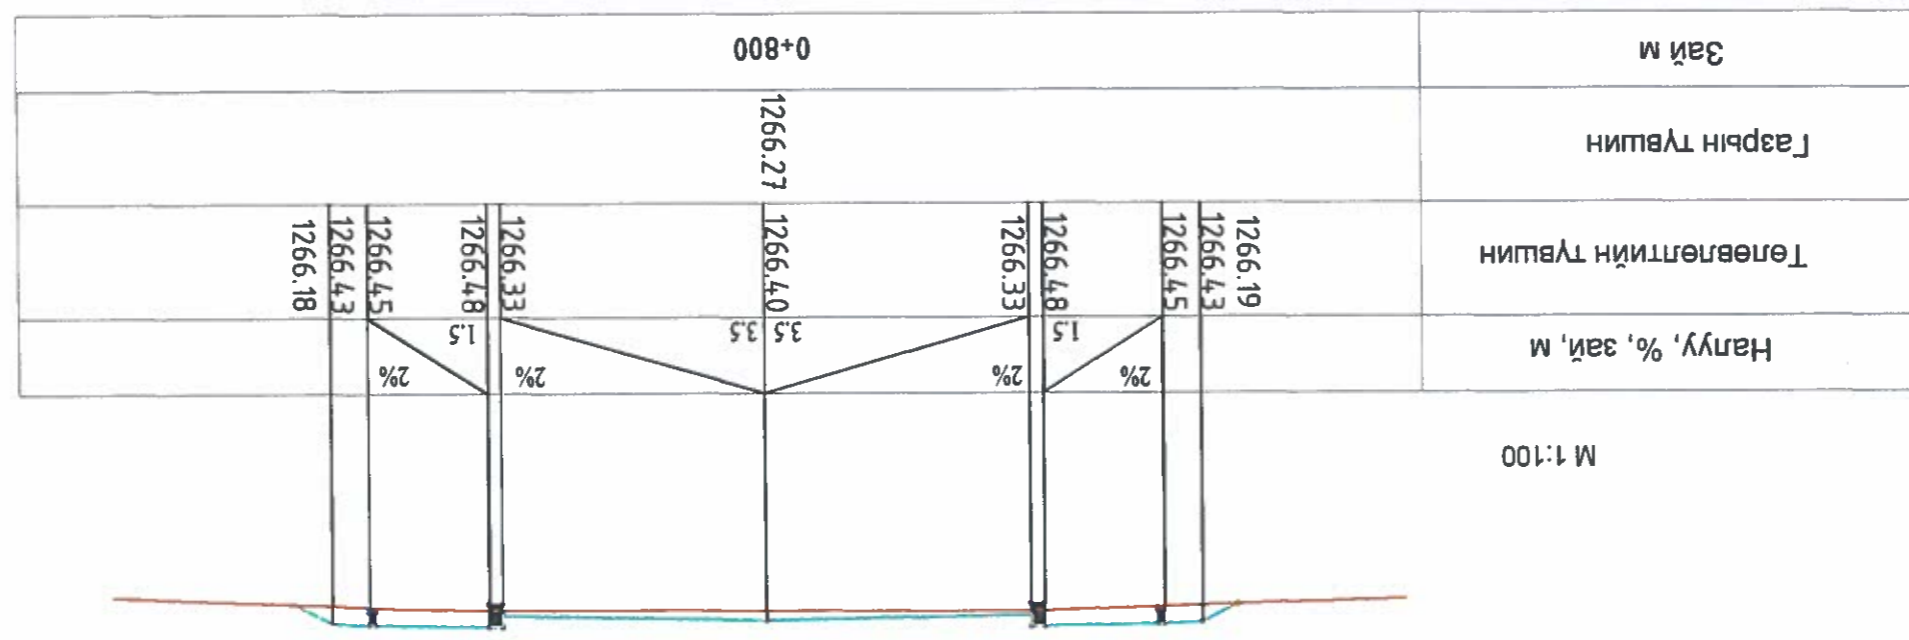 М 1:100
Налуу, %, зай, м
2% 2% 2% 2%
1.5 3.5 3.5 1.5
Төлөвлөлтийн түвшин
1266.19
1266.43
1266.45
1266.48
1266.33
1266.40
1266.33
1266.48
1266.45
1266.43
1266.18
Газрын түвшин
1266.27
Зай м
0+800